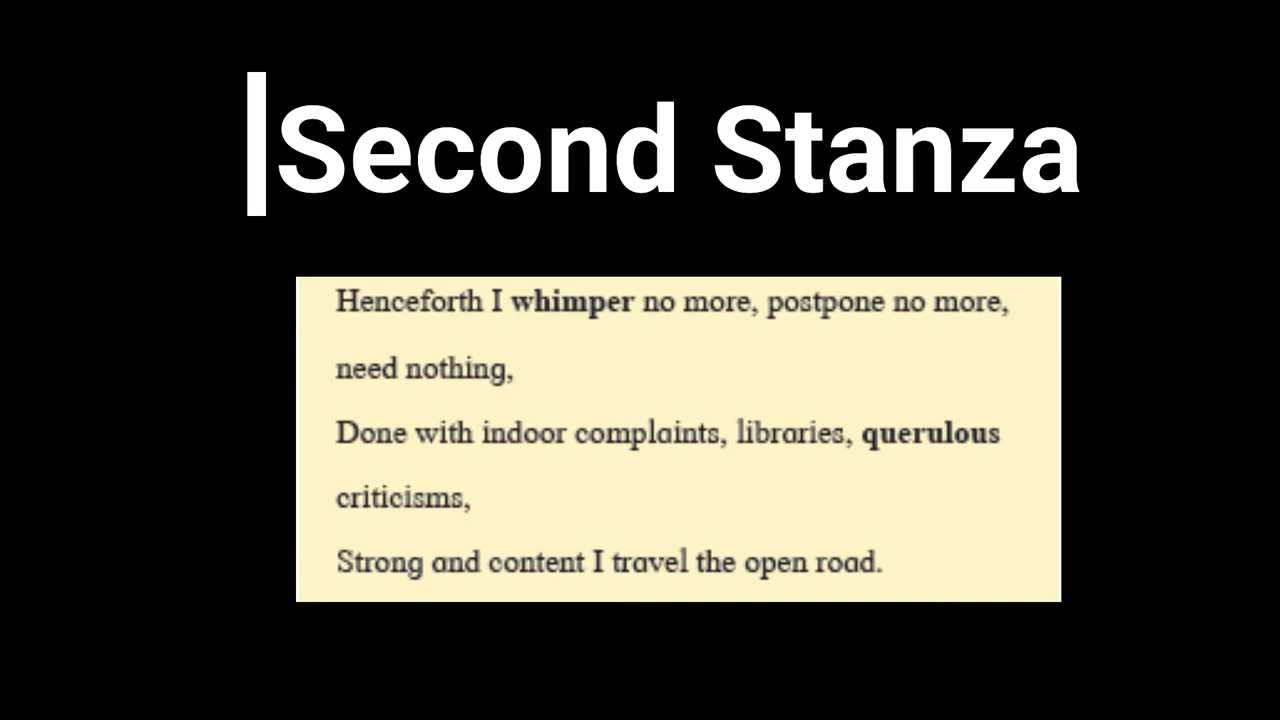 Second Stanza
Henceforth I whimper no more, postpone no more,
need nothing,
Done with indoor complaints, libraries, querulous
criticisms,
Strong and content I travel the open road.